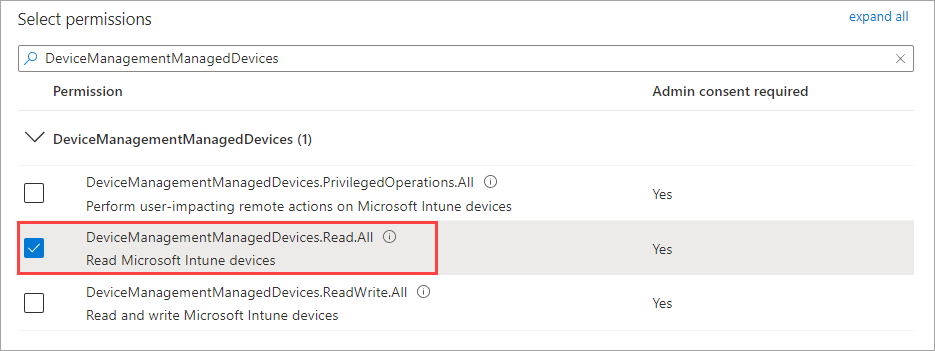 Select permissions
expand all
DeviceManagementManagedDevices
Permission
Admin consent required
DeviceManagementManagedDevices (1)
DeviceManagementManagedDevices.PrivilegedOperations.All
Perform user-impacting remote actions on Microsoft Intune devices
Yes
DeviceManagementManagedDevices.Read.All
Read Microsoft Intune devices
Yes
DeviceManagementManagedDevices.ReadWrite.All
Read and write Microsoft Intune devices
Yes